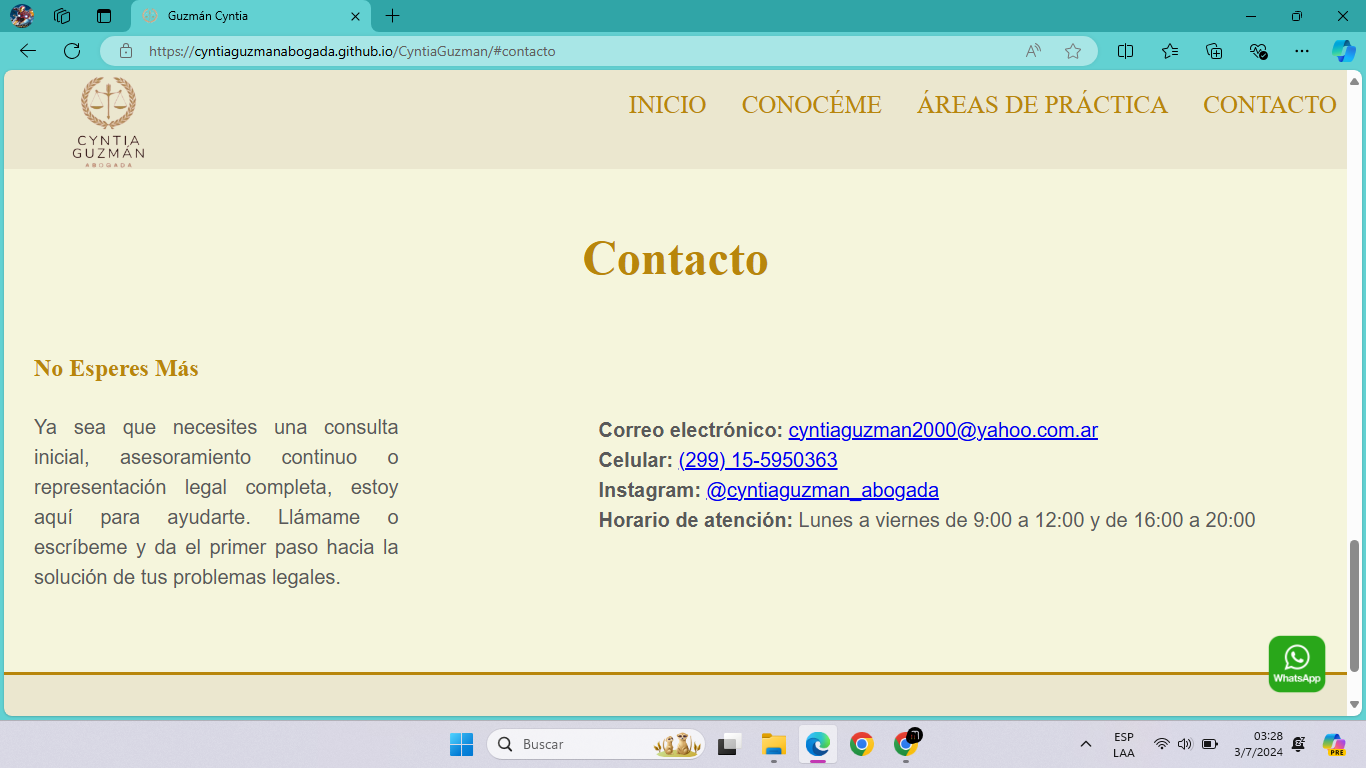 Guzmán Cyntia
https://cyntiaguzmanabogada.github.io/CyntiaGuzman/#contacto
CYNTIA
GUZMÁN
ABOGADA
INICIO CONOCÉME ÁREAS DE PRÁCTICA CONTACTO
Contacto
No Esperes Más
Ya sea que necesites una consulta
inicial, asesoramiento continuo o
representación legal completa, estoy
aquí para ayudarte. Llámame o
escríbeme y da el primer paso hacia la
solución de tus problemas legales.
Correo electrónico: cyntiaguzman2000@yahoo.com.ar
Celular: (299) 15-5950363
Instagram: @cyntiaguzman_abogada
Horario de atención: Lunes a viernes de 9:00 a 12:00 y de 16:00 a 20:00
WhatsApp
Buscar
ESP
LAA
03:28
3/7/2024
PRE